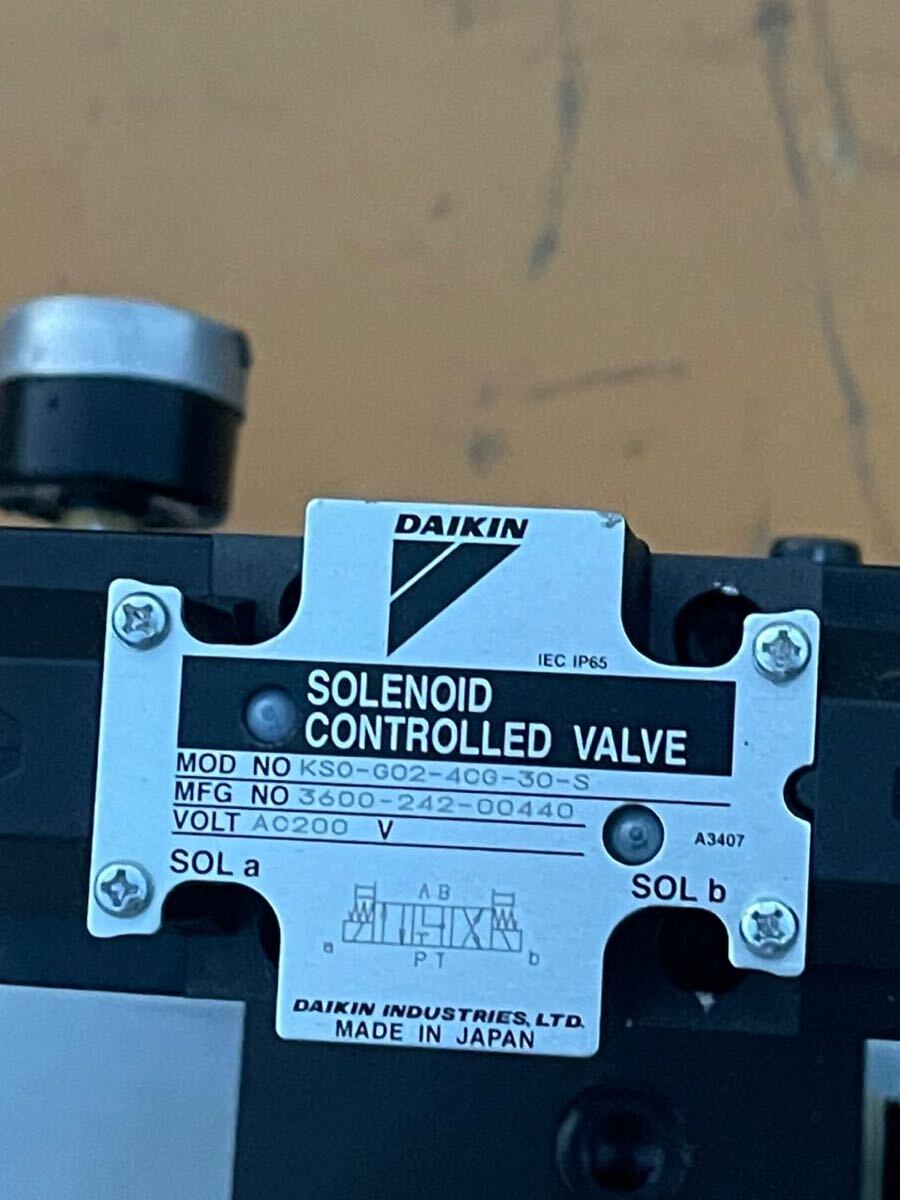 DAIKIN
IEC IP65
SOLENOID
CONTROLLED VALVE
MOD NO KSO-G02-4CG-30-S
MFG NO 3600-242-00440
VOLT AC200 V
A3407
SOL a
SOL b
A B
a
b
P T
DAIKIN INDUSTRIES, LTD.
MADE IN JAPAN